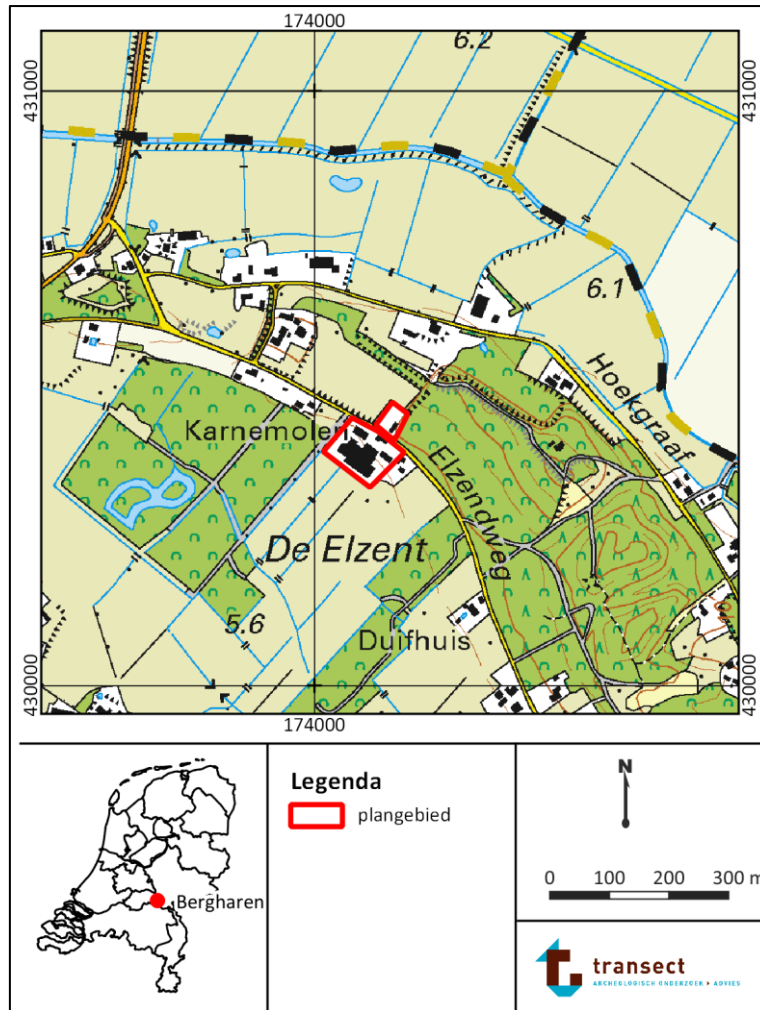 174000
6.2
431000
431000
6.1
Hoekgraaf
Karnemolen
Elzendweg
De Elzent
5.6
Duifhuis
430000
430000
174000
Bergharen
Legenda
plangebied
N
0 100 200 300 m
transect
ARCHEOLOGISCH ONDERZOEK ▸ ADVIES